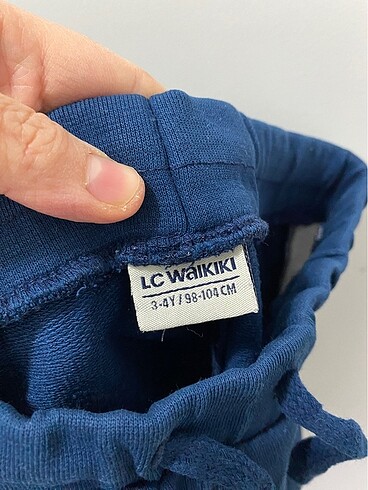 LC WAIKIKI
3-4Y / 98-104 CM